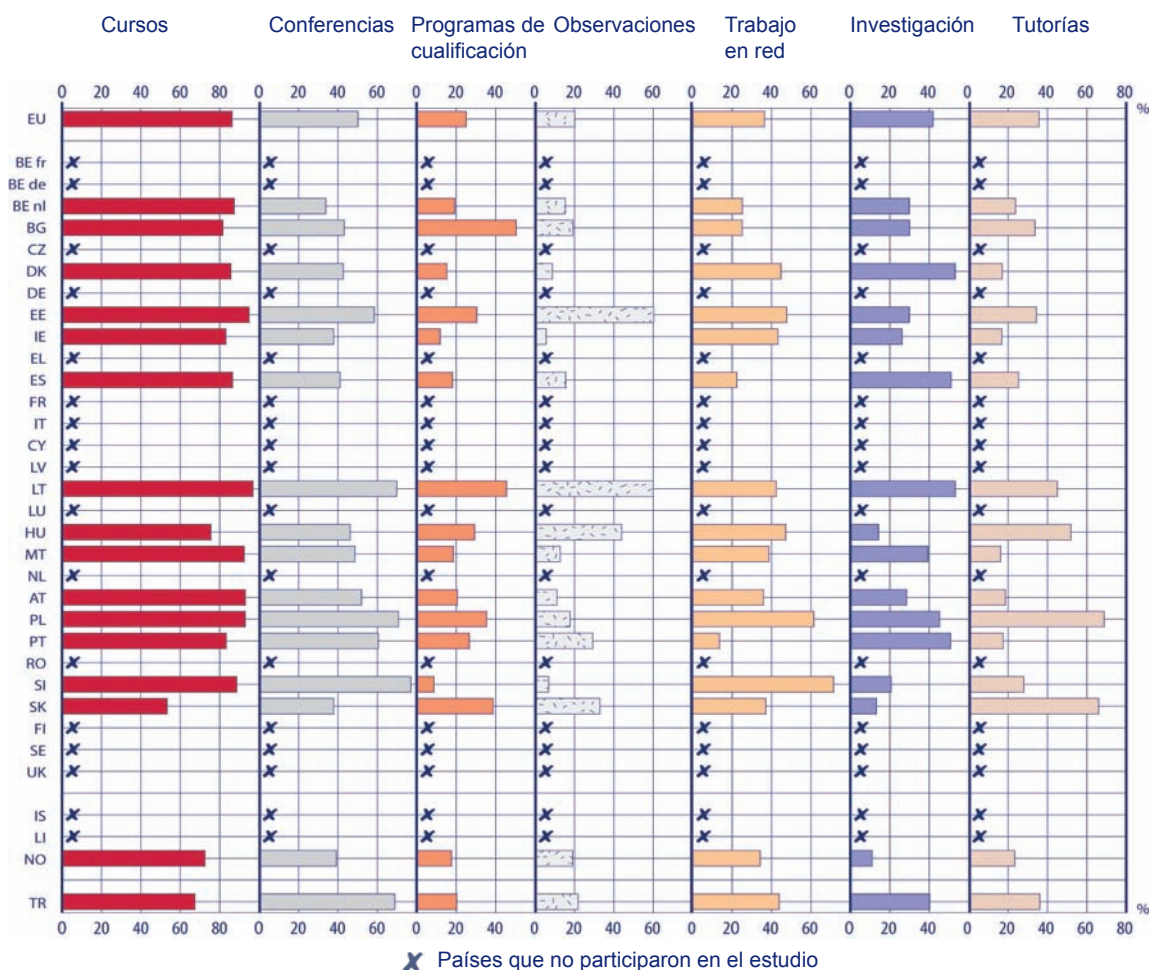 Cursos Conferencias Programas de cualificación Observaciones Trabajo en red Investigación Tutorías
0 20 40 60 80 0 20 40 60 0 20 40 0 20 40 60 0 20 40 60 0 20 40 0 20 40 60 80
EU %
BE fr
BE de
BE nl
BG
CZ
DK
DE
EE
IE
EL
ES
FR
IT
CY
LV
LT
LU
HU
MT
NL
AT
PL
PT
RO
SI
SK
FI
SE
UK
IS
LI
NO
TR %
0 20 40 60 80 0 20 40 60 0 20 40 0 20 40 60 0 20 40 60 0 20 40 0 20 40 60 80
Países que no participaron en el estudio